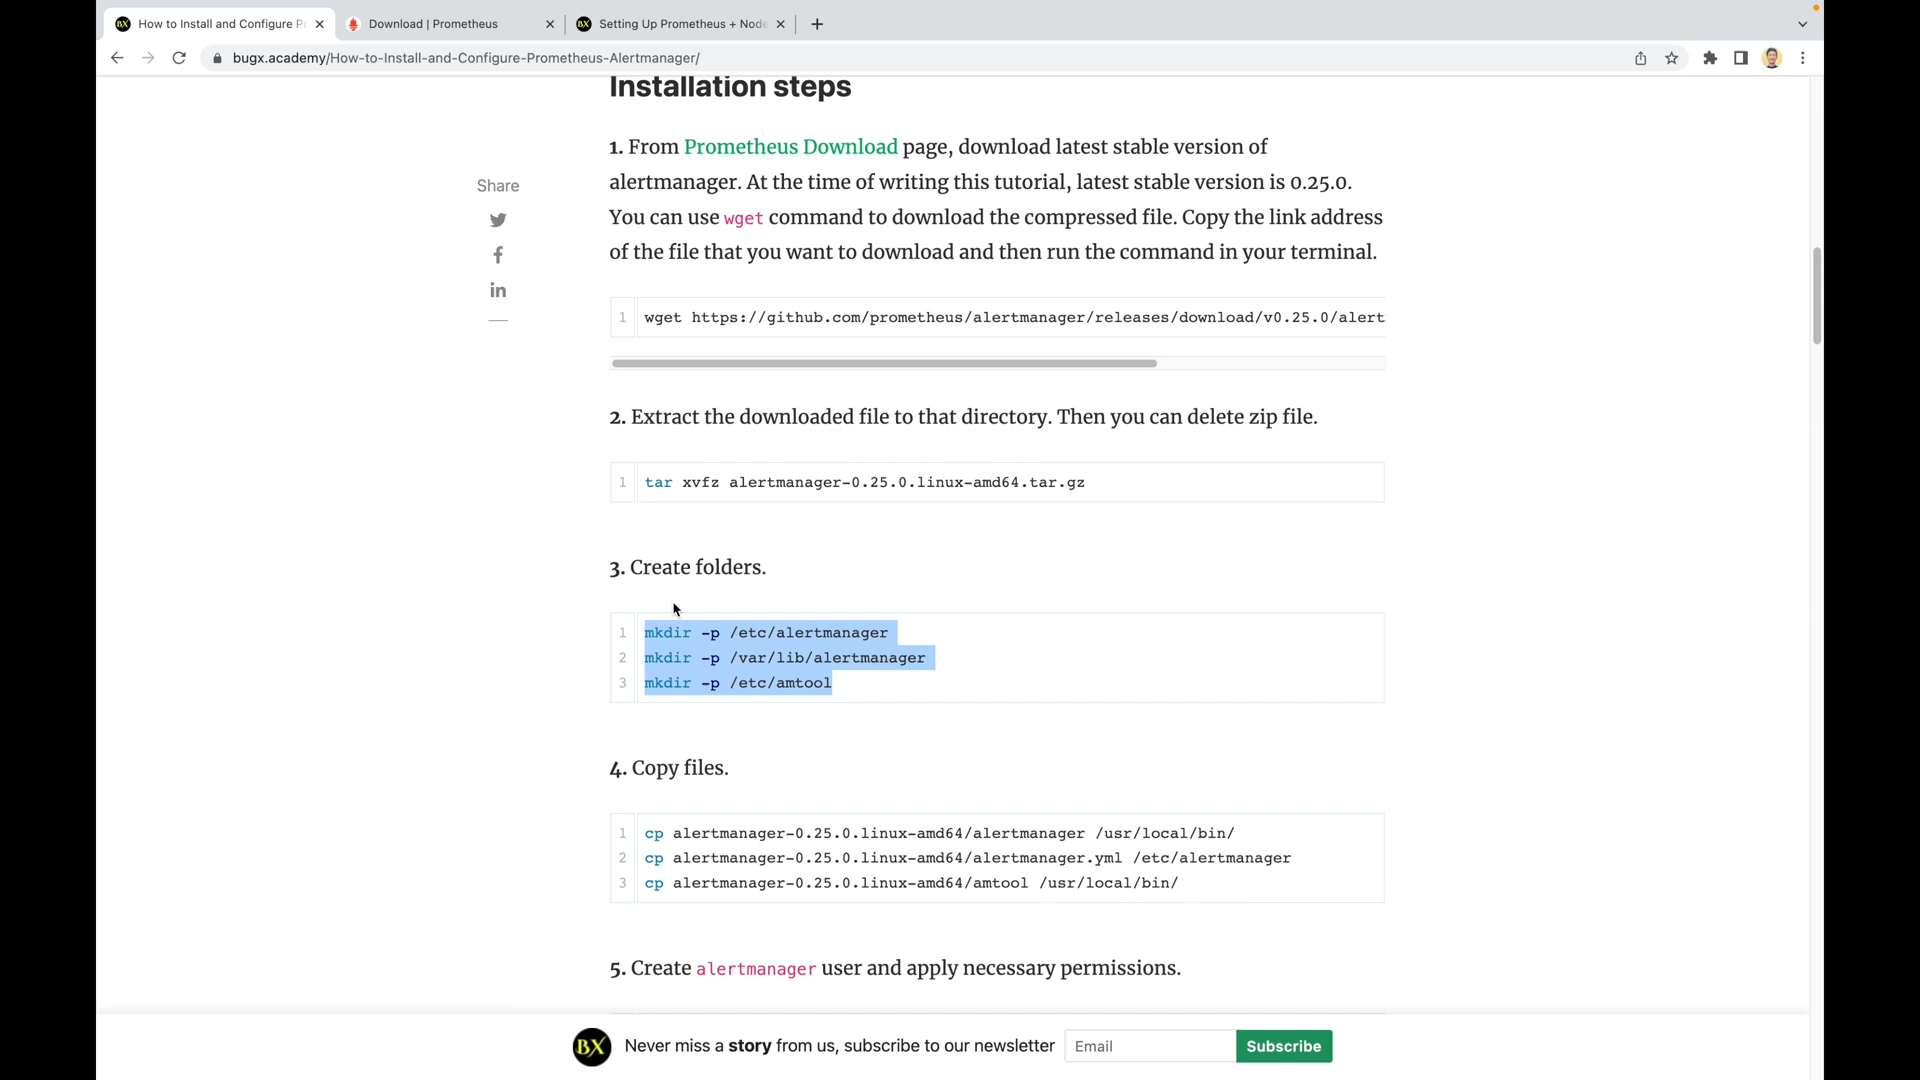 How to Install and Configure P
Download | Prometheus
Setting Up Prometheus + Node
bugx.academy/How-to-Install-and-Configure-Prometheus-Alertmanager/
Installation steps
1. From Prometheus Download page, download latest stable version of
alertmanager. At the time of writing this tutorial, latest stable version is 0.25.0.
You can use wget command to download the compressed file. Copy the link address
of the file that you want to download and then run the command in your terminal.
Share
1 wget https://github.com/prometheus/alertmanager/releases/download/v0.25.0/alert
2. Extract the downloaded file to that directory. Then you can delete zip file.
1 tar xvfz alertmanager-0.25.0.linux-amd64.tar.gz
3. Create folders.
1 mkdir -p /etc/alertmanager
2 mkdir -p /var/lib/alertmanager
3 mkdir -p /etc/amtool
4. Copy files.
1 cp alertmanager-0.25.0.linux-amd64/alertmanager /usr/local/bin/
2 cp alertmanager-0.25.0.linux-amd64/alertmanager.yml /etc/alertmanager
3 cp alertmanager-0.25.0.linux-amd64/amtool /usr/local/bin/
5. Create alertmanager user and apply necessary permissions.
BX Never miss a story from us, subscribe to our newsletter Email Subscribe